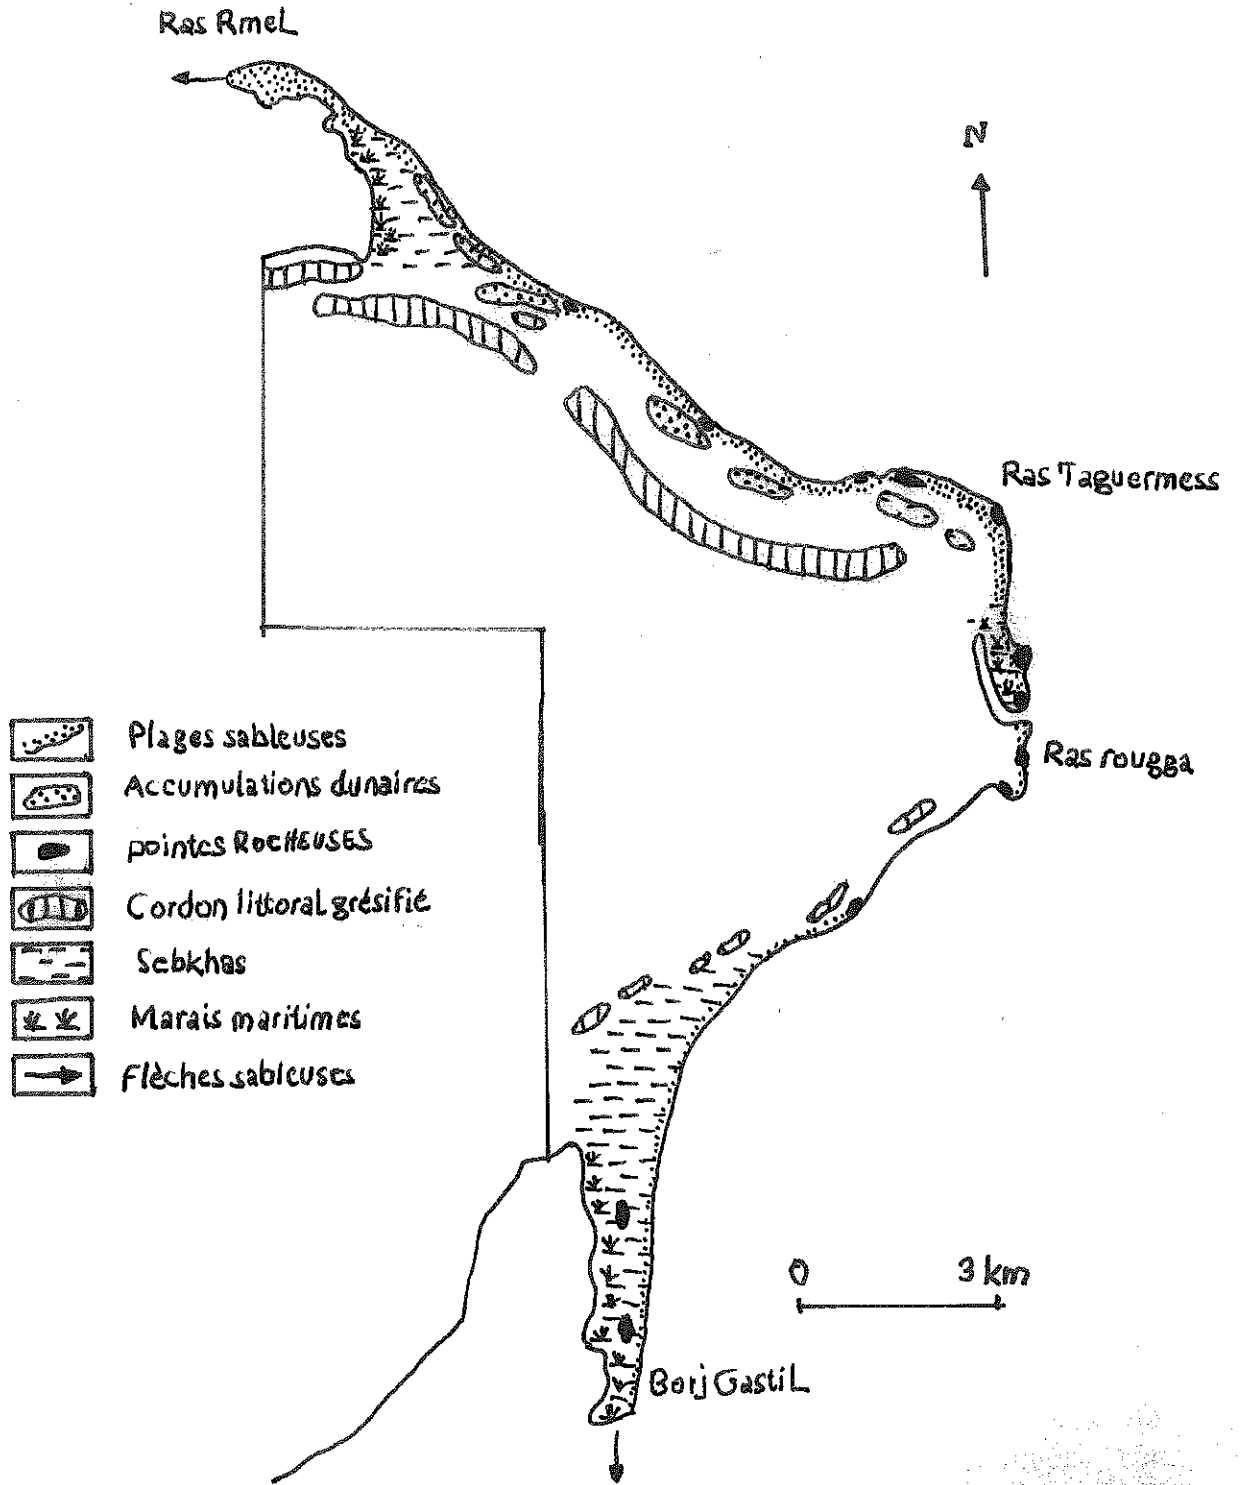 Ras Rmel
N
Ras Taguermess
Plages sableuses
Accumulations dunaires
pointes ROCHEUSES
Cordon littoral grésifié
Sebkhas
Marais maritimes
Flèches sableuses
Ras rougga
0 3 km
Borj Gastil